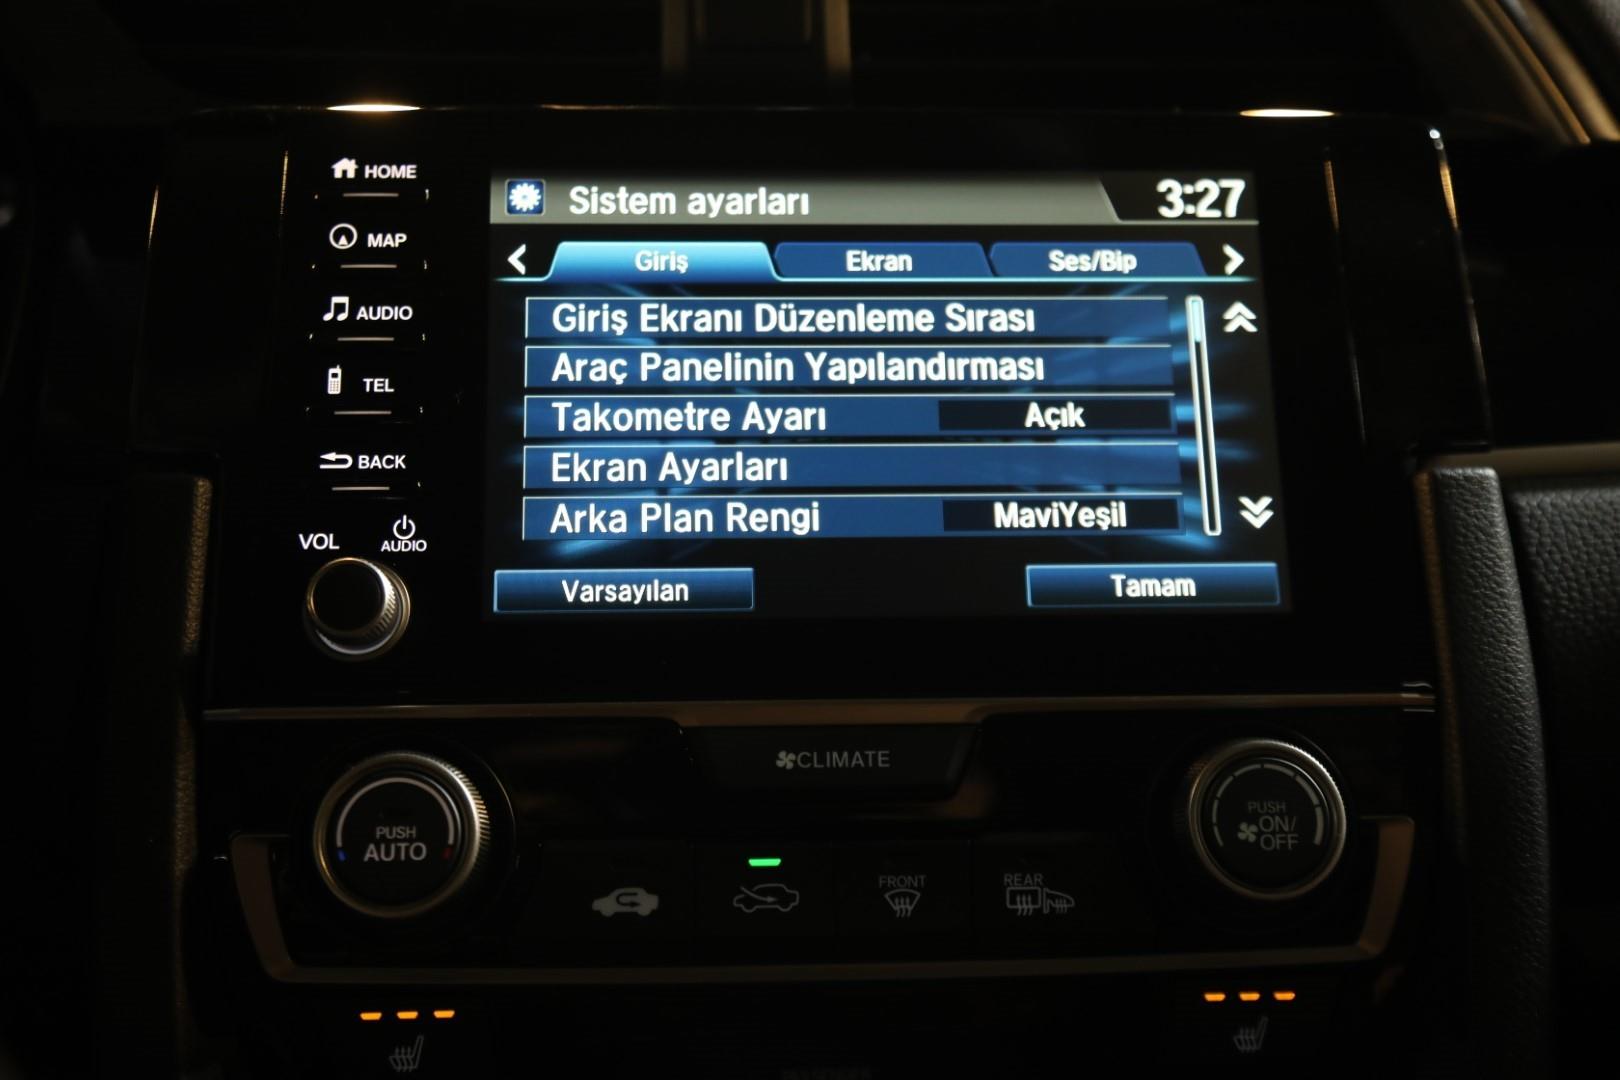 HOME
MAP
AUDIO
TEL
BACK
VOL
AUDIO
Sistem ayarları 3:27
Giriş Ekran Ses/Bip
Giriş Ekranı Düzenleme Sırası
Araç Panelinin Yapılandırması
Takometre Ayarı Açık
Ekran Ayarları
Arka Plan Rengi MaviYeşil
Varsayılan Tamam
CLIMATE
PUSH
AUTO
FRONT
REAR
PUSH
ON/
OFF